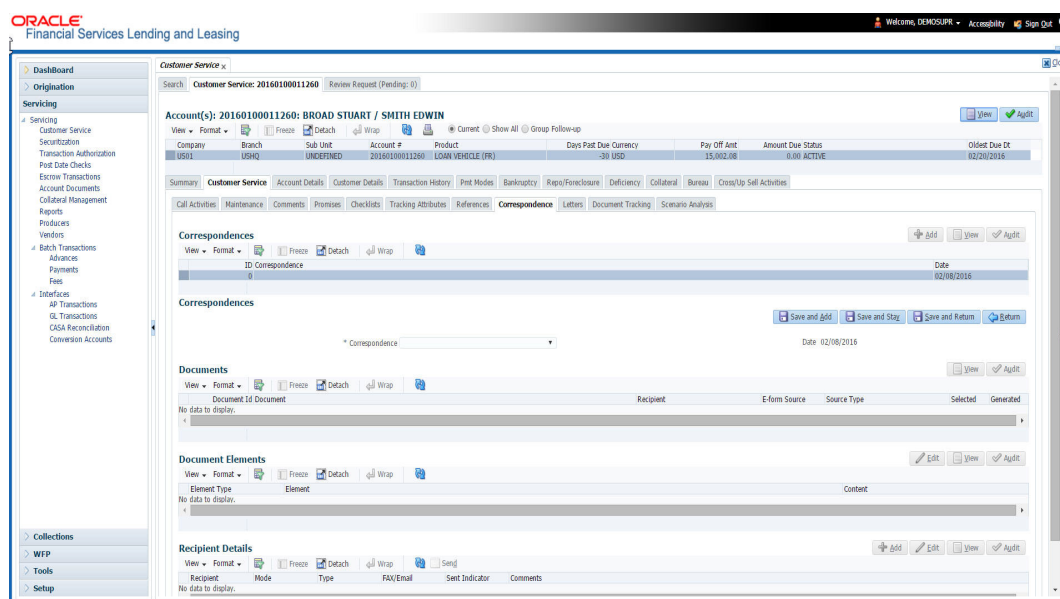 ORACLE
Financial Services Lending and Leasing
Welcome, DEMOSUPR Accessibility Sign Out
DashBoard
Origination
Servicing
Servicing
Customer Service
Securitization
Transaction Authorization
Post Date Checks
Escrow Transactions
Account Documents
Collateral Management
Reports
Producers
Vendors
Batch Transactions
Advances
Payments
Fees
Interfaces
AP Transactions
GL Transactions
CASA Reconciliation
Conversion Accounts
Collections
WFP
Tools
Setup
Customer Service x
Search Customer Service: 20160100011260 Review Request (Pending: 0)
Account(s): 20160100011260: BROAD STUART / SMITH EDWIN
View Audit
View Format Freeze Detach Wrap Current Show All Group Follow-up
Company Branch Sub Unit Account # Product Days Past Due Currency Pay Off Amt Amount Due Status Oldest Due Dt
US01 USHQ UNDEFINED 20160100011260 LOAN VEHICLE (FR) -30 USD 15,002.08 0.00 ACTIVE 02/20/2016
Summary Customer Service Account Details Customer Details Transaction History Pmt Modes Bankruptcy Repo/Foreclosure Deficiency Collateral Bureau Cross/Up Sell Activities
Call Activities Maintenance Comments Promises Checklists Tracking Attributes References Correspondence Letters Document Tracking Scenario Analysis
Correspondences
Add View Audit
View Format Freeze Detach Wrap
ID Correspondence Date
0 02/08/2016
Correspondences
Save and Add Save and Stay Save and Return Return
* Correspondence Date 02/08/2016
Documents
View Audit
View Format Freeze Detach Wrap
Document Id Document Recipient E-form Source Source Type Selected Generated
No data to display.
Document Elements
Edit View Audit
View Format Freeze Detach Wrap
Element Type Element Content
No data to display.
Recipient Details
Add Edit View Audit
View Format Freeze Detach Wrap Send
Recipient Mode Type FAX/Email Sent Indicator Comments
No data to display.